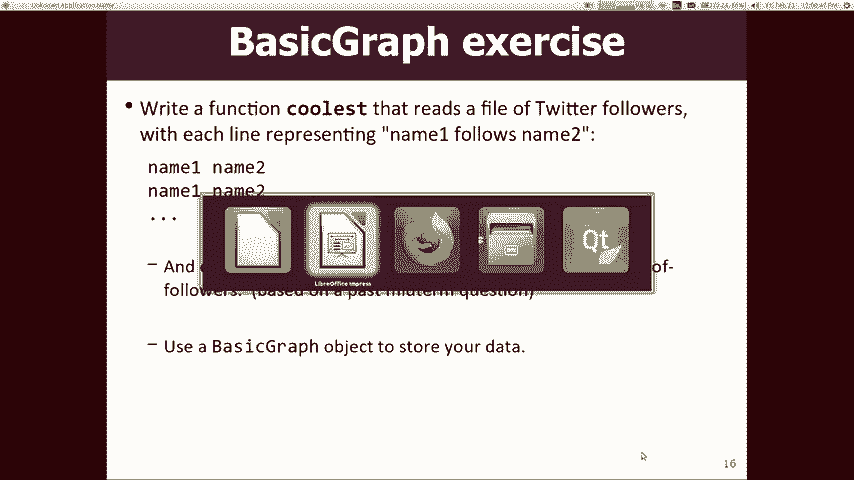 BasicGraph exercise
• Write a function coolest that reads a file of Twitter followers,
with each line representing "name1 follows name2":
name1 name2
name1 name2
...
– And of-
followers. (based on a past midterm question)
LibreOffice Impress
Qt
– Use a BasicGraph object to store your data.
16